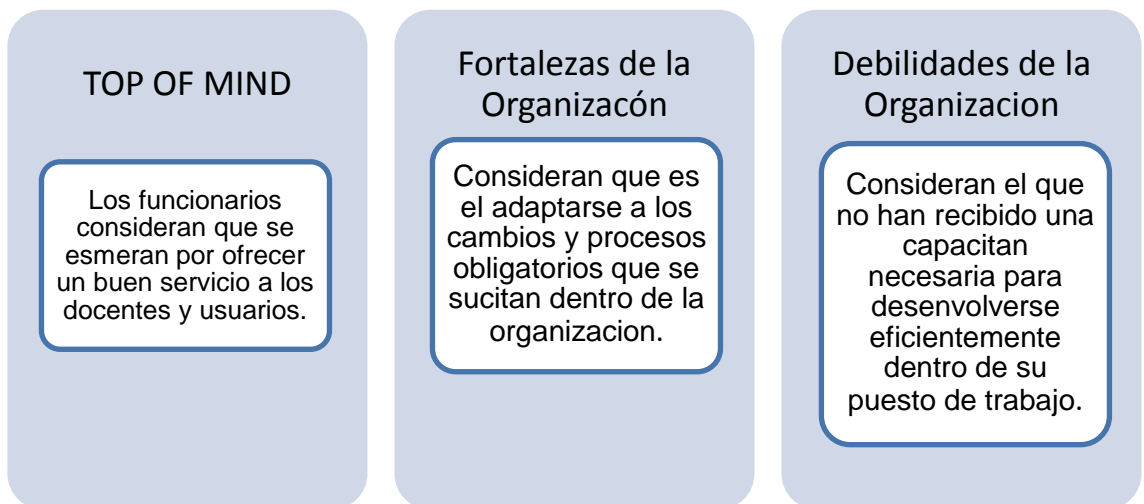 TOP OF MIND
Los funcionarios
consideran que se
esmeran por ofrecer
un buen servicio a los
docentes y usuarios.
Fortalezas de la
Organizacón
Consideran que es
el adaptarse a los
cambios y procesos
obligatorios que se
sucitan dentro de la
organizacion.
Debilidades de la
Organizacion
Consideran el que
no han recibido una
capacitan
necesaria para
desenvolverse
eficientemente
dentro de su
puesto de trabajo.